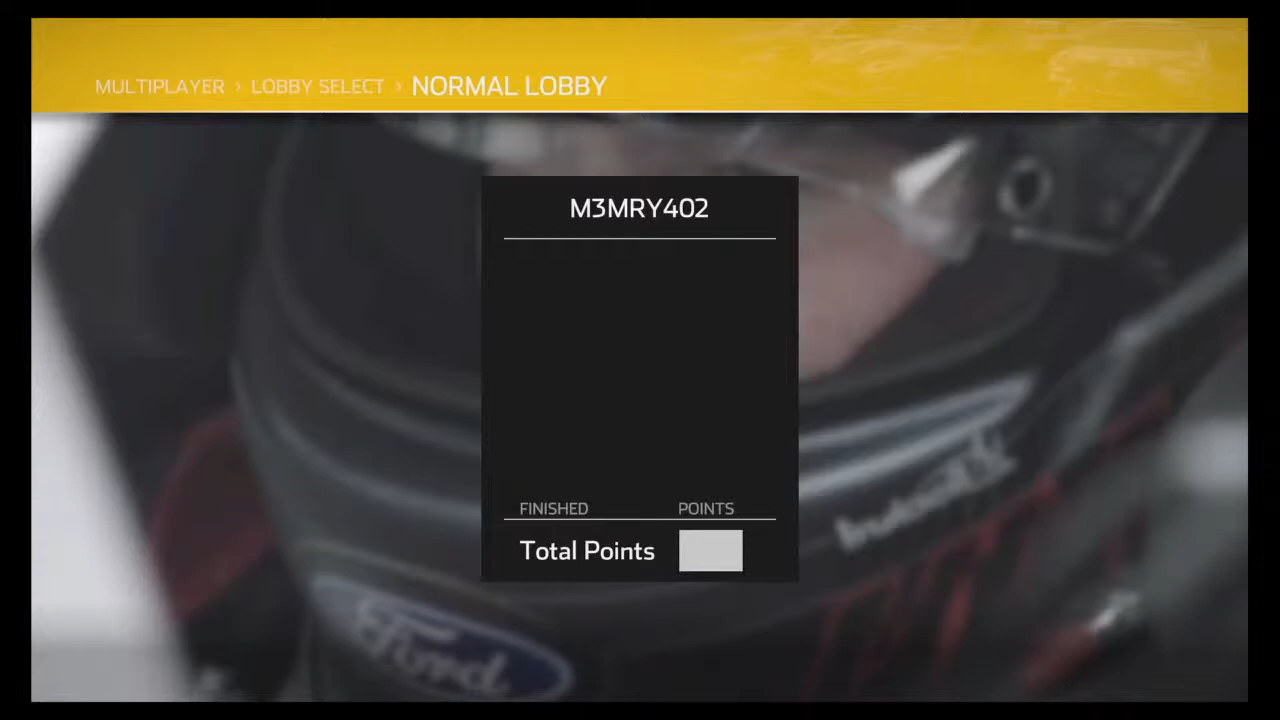 MULTIPLAYER › LOBBY SELECT › NORMAL LOBBY
M3MRY402
FINISHED POINTS
Total Points
Ford